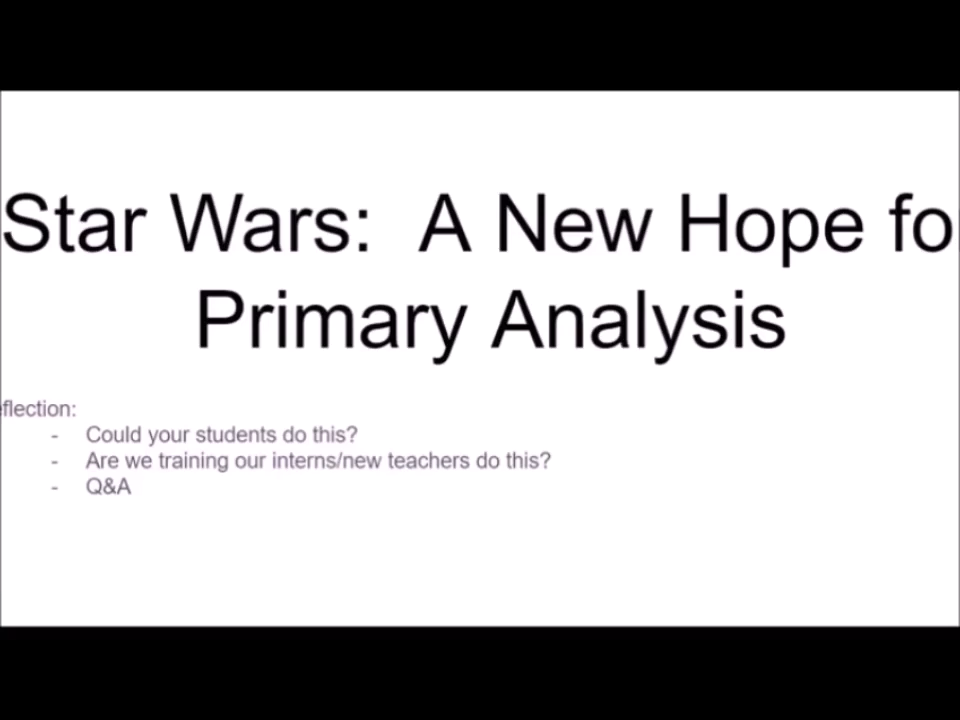 Star Wars:  A New Hope fo
Primary Analysis
eflection:
- Could your students do this?
- Are we training our interns/new teachers do this?
- Q&A